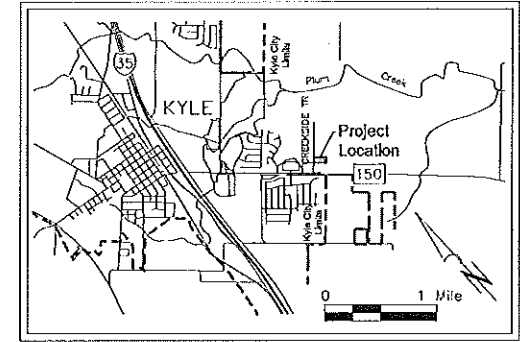 35
Kyle City
Limits
Plum Creek
KYLE
CREEKSIDE TR
Project
Location
150
Kyle City
Limits
N
0 1 Mile